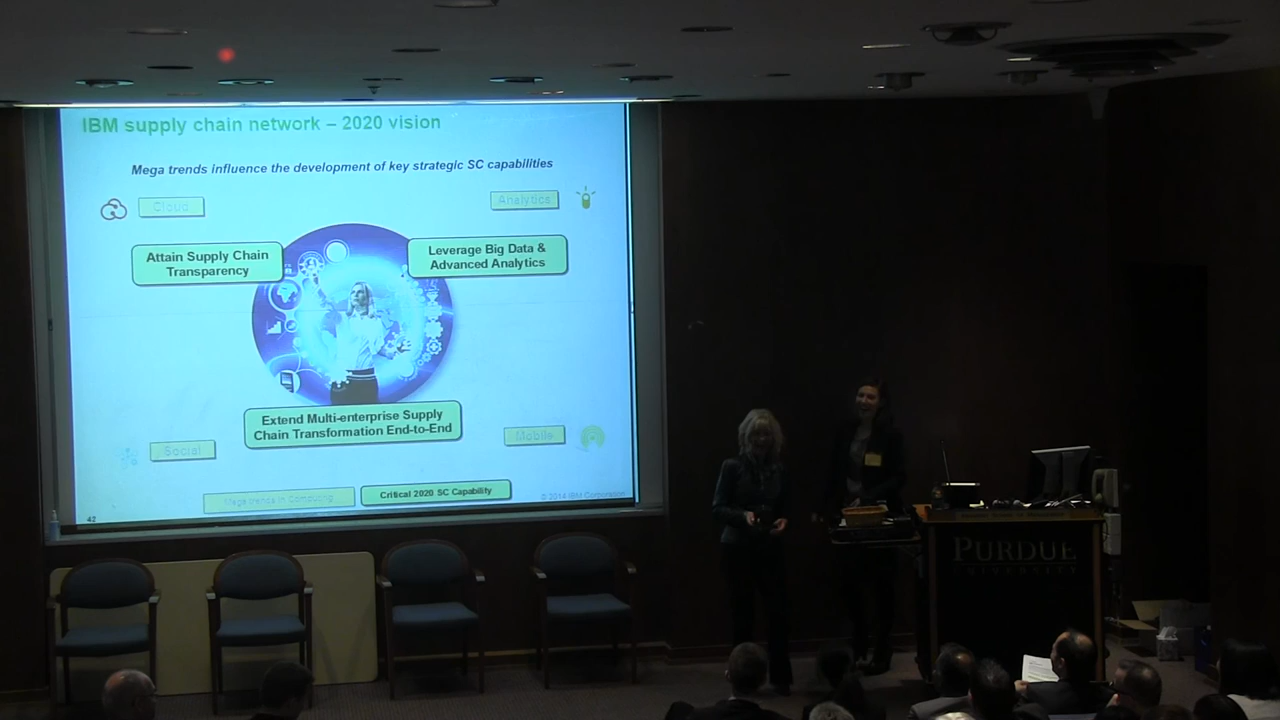 IBM supply chain network – 2020 vision
Mega trends influence the development of key strategic SC capabilities
Cloud
Analytics
Attain Supply Chain
Transparency
Leverage Big Data &
Advanced Analytics
Extend Multi-enterprise Supply
Chain Transformation End-to-End
Social
Mobile
Mega trends in Computing
Critical 2020 SC Capability
© 2014 IBM Corporation
42
PURDUE
UNIVERSITY